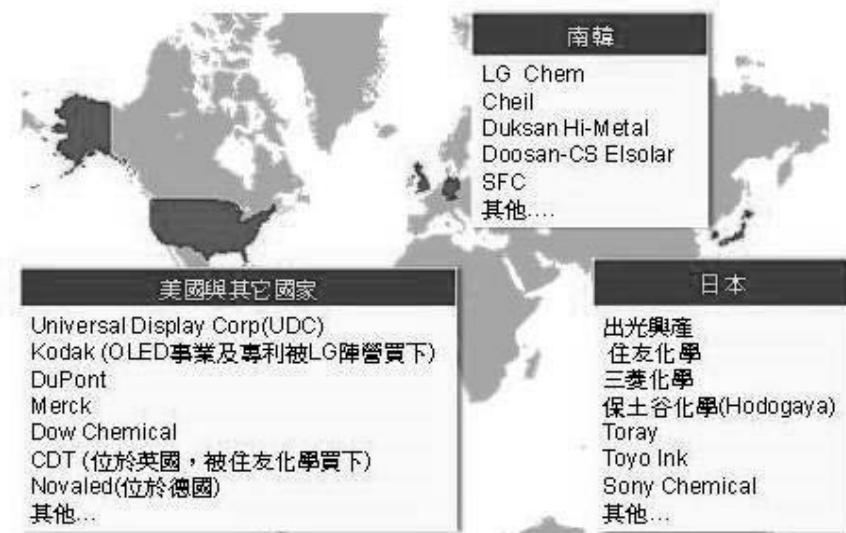 南韓
LG Chem
Cheil
Duksan Hi-Metal
Doosan-CS Elsolar
SFC
其他....
美國與其它國家
Universal Display Corp(UDC)
Kodak (OLED事業及專利被LG陣營買下)
DuPont
Merck
Dow Chemical
CDT (位於英國，被住友化學買下)
Novaled(位於德國)
其他...
日本
出光興產
住友化學
三菱化學
保土谷化學(Hodogaya)
Toray
Toyo Ink
Sony Chemical
其他...